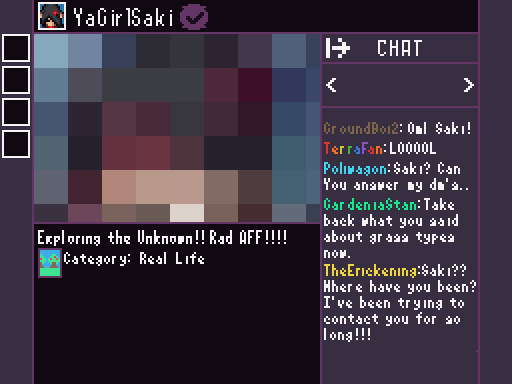 YaGirlSaki
CHAT
GroundBoi2: Oml Saki!
TerraFan:LOOOOL
Poliwagon:Saki? Can
You answer my dm's..
GardeniaStan:Take
back what you said
about grass types
now.
TheErickening:Saki??
Where have you been?
I've been trying to
contact you for so
long!!!
Exploring the Unknown!! Rad AFF!!!!
Category: Real Life